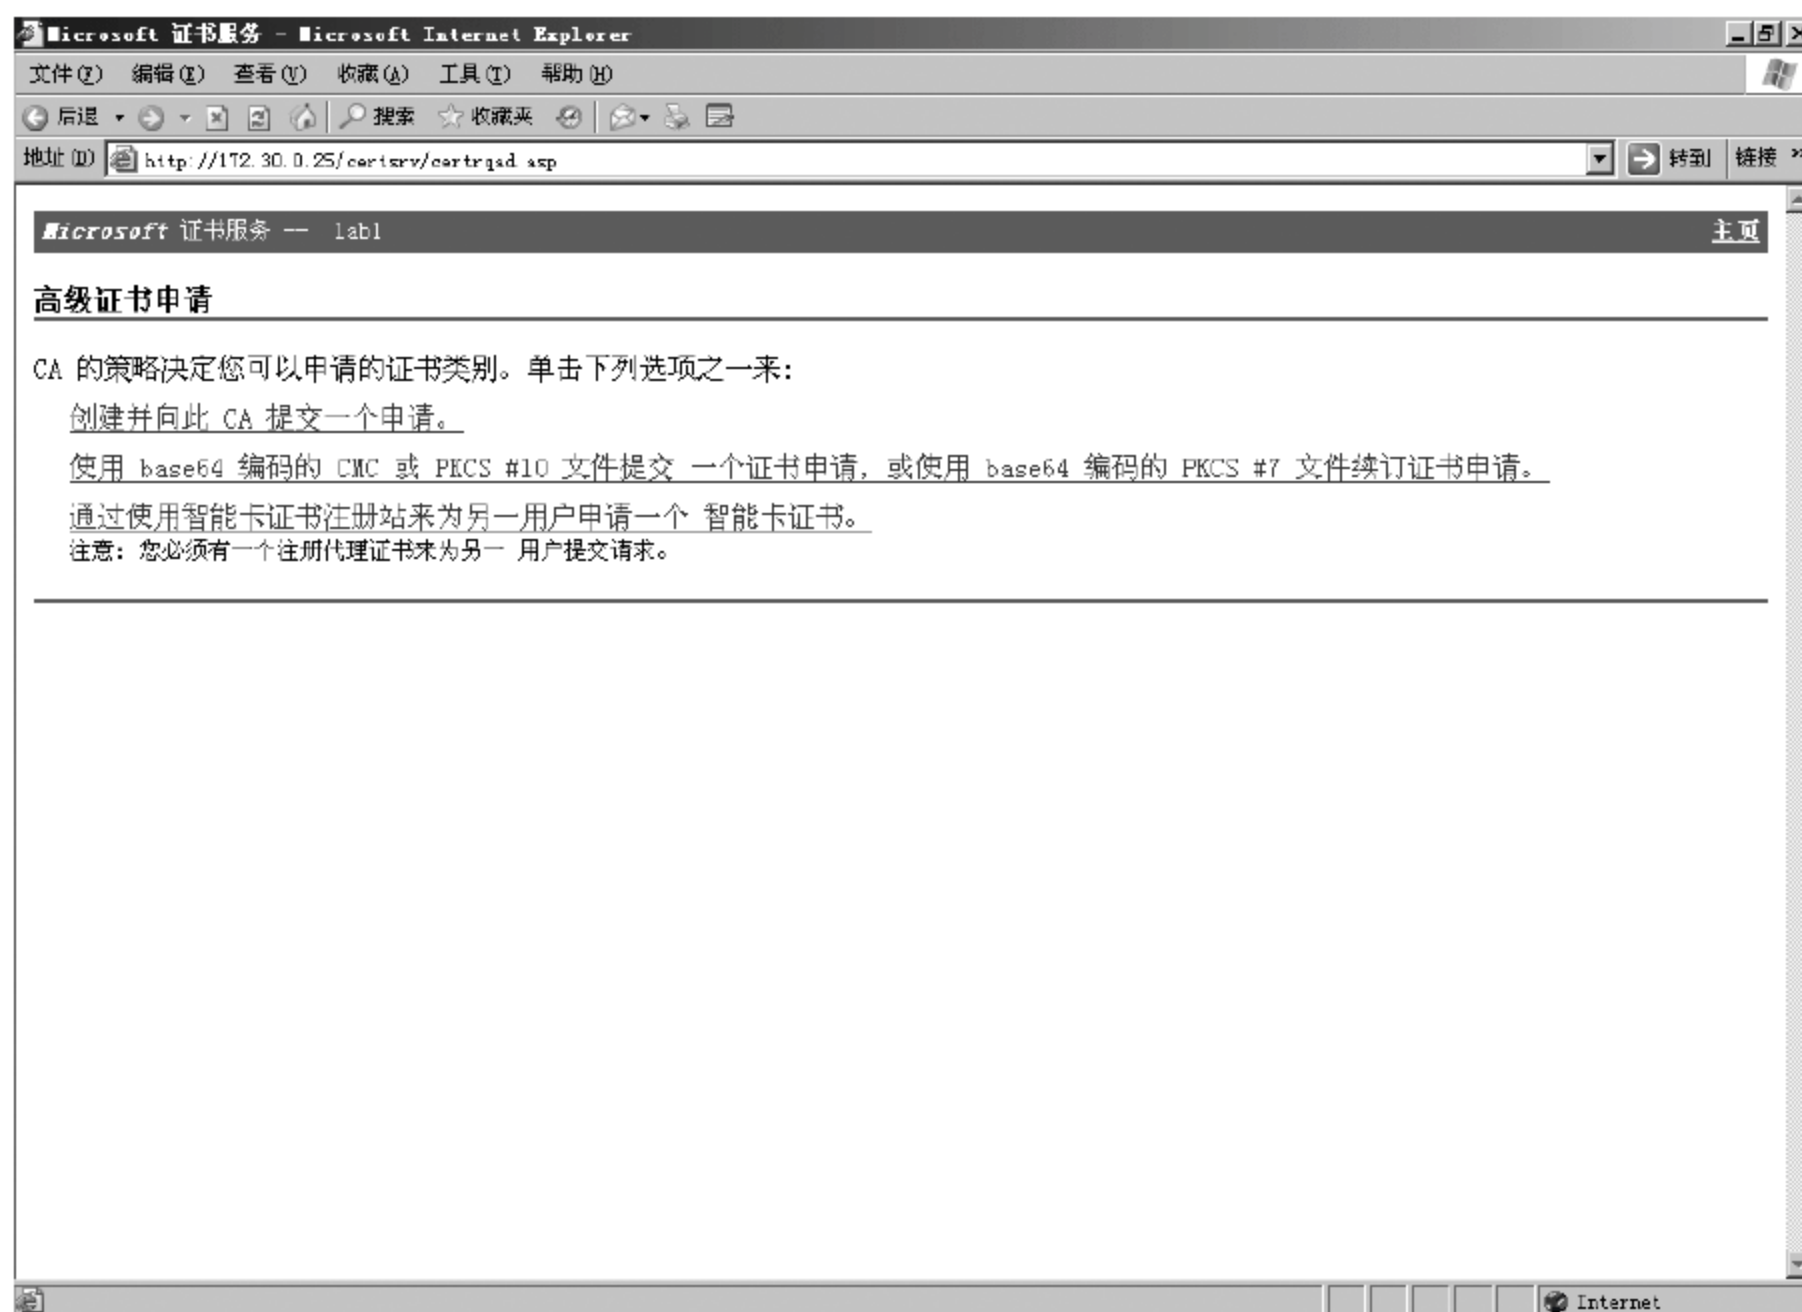 Microsoft 证书服务 - Microsoft Internet Explorer
文件(F) 编辑(E) 查看(V) 收藏(A) 工具(T) 帮助(H)
后退 搜索 收藏夹
地址(D) http://172.30.0.25/certsrv/certrqad.asp 转到 链接 »
Microsoft 证书服务 -- lab1 主页
高级证书申请
CA 的策略决定您可以申请的证书类别。单击下列选项之一来:
创建并向此 CA 提交一个申请。
使用 base64 编码的 CMC 或 PKCS #10 文件提交 一个证书申请，或使用 base64 编码的 PKCS #7 文件续订证书申请。
通过使用智能卡证书注册站来为另一用户申请一个 智能卡证书。
注意: 您必须有一个注册代理证书来为另一 用户提交请求。
Internet